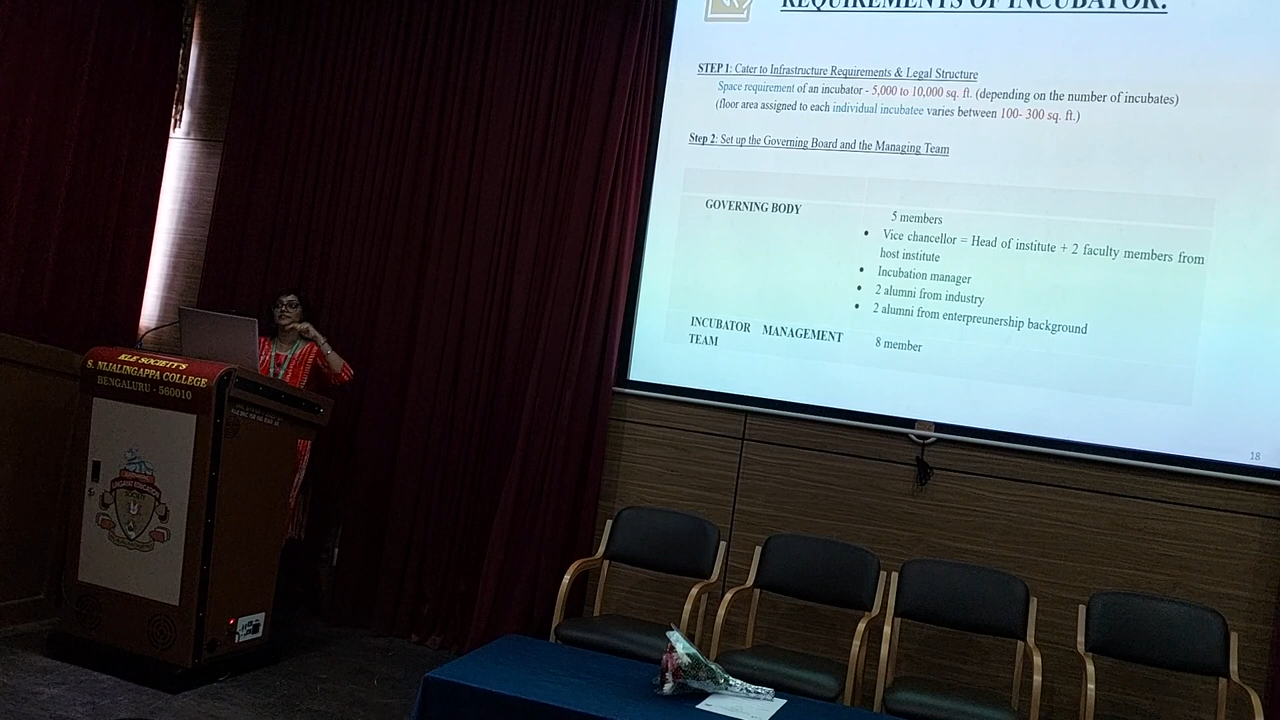 REQUIREMENTS OF INCUBATOR:
STEP 1: Cater to Infrastructure Requirements & Legal Structure
Space requirement of an incubator - 5,000 to 10,000 sq. ft. (depending on the number of incubates)
(floor area assigned to each individual incubatee varies between 100- 300 sq. ft.)
Step 2: Set up the Governing Board and the Managing Team
GOVERNING BODY
5 members
• Vice chancellor = Head of institute + 2 faculty members from
host institute
• Incubation manager
• 2 alumni from industry
• 2 alumni from enterpreunership background
INCUBATOR MANAGEMENT
TEAM
8 member
18
KLE SOCIETY'S
S. NIJALINGAPPA COLLEGE
BENGALURU - 560010